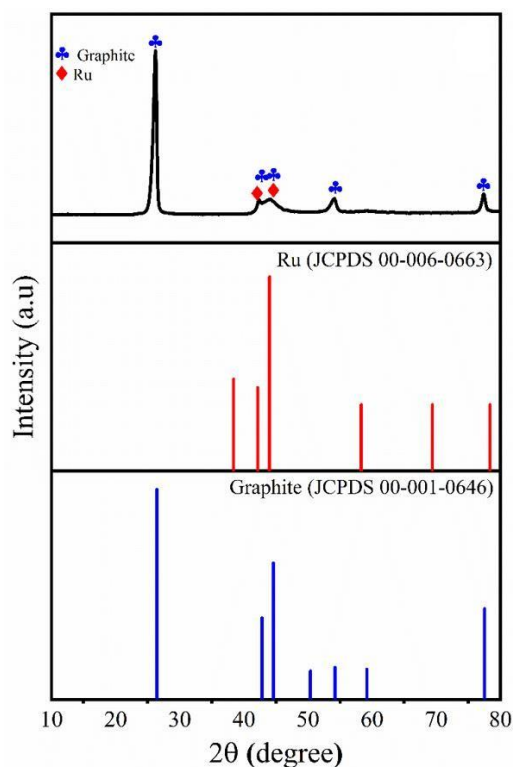 Graphite
Ru
Ru (JCPDS 00-006-0663)
Graphite (JCPDS 00-001-0646)
Intensity (a.u)
10 20 30 40 50 60 70 80
2θ (degree)